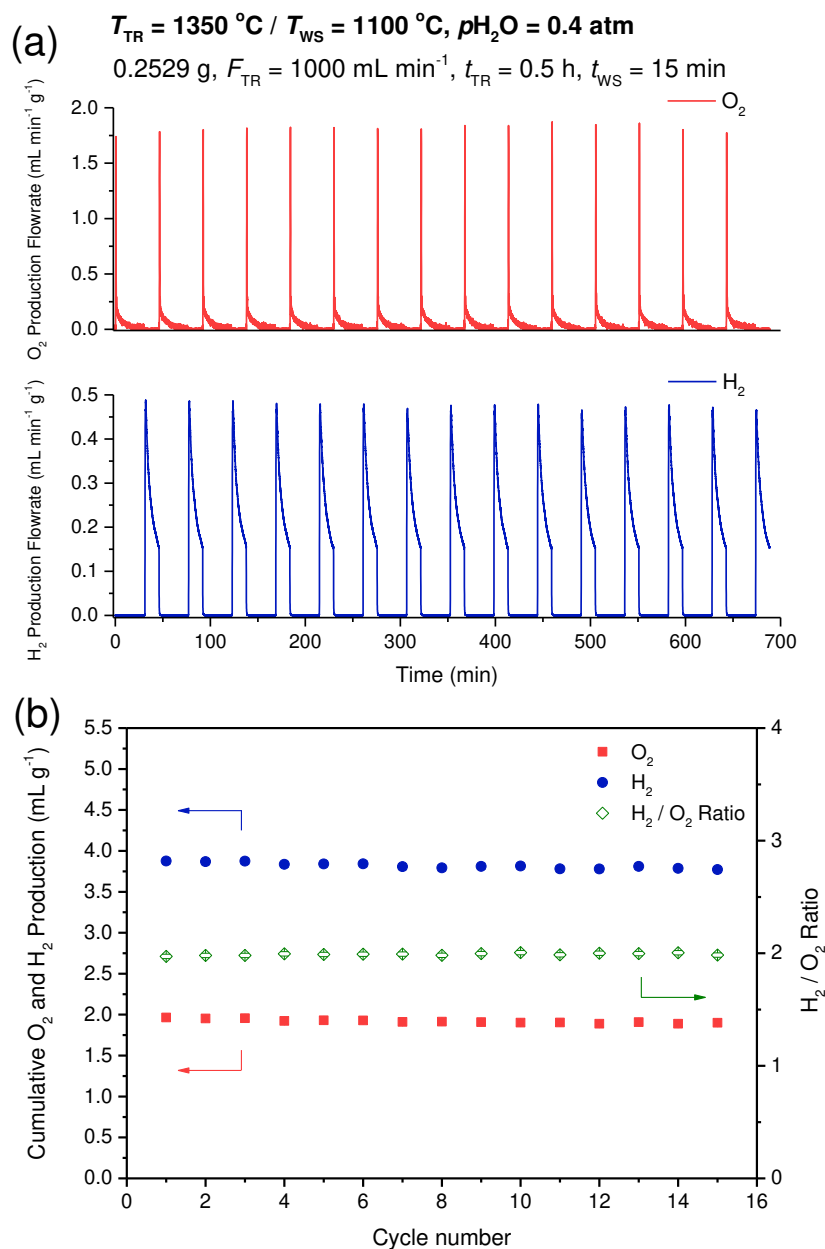 (a)
T_TR = 1350 °C / T_WS = 1100 °C, pH₂O = 0.4 atm
0.2529 g, F_TR = 1000 mL min⁻¹, t_TR = 0.5 h, t_WS = 15 min
O₂
O₂ Production Flowrate (mL min⁻¹ g⁻¹)
2.0
1.5
1.0
0.5
0.0
H₂
H₂ Production Flowrate (mL min⁻¹ g⁻¹)
0.5
0.4
0.3
0.2
0.1
0.0
0 100 200 300 400 500 600 700
Time (min)
(b)
Cumulative O₂ and H₂ Production (mL g⁻¹)
5.5
5.0
4.5
4.0
3.5
3.0
2.5
2.0
1.5
1.0
0.5
0.0
O₂
H₂
H₂ / O₂ Ratio
4
3
2
1
0
H₂ / O₂ Ratio
0 2 4 6 8 10 12 14 16
Cycle number